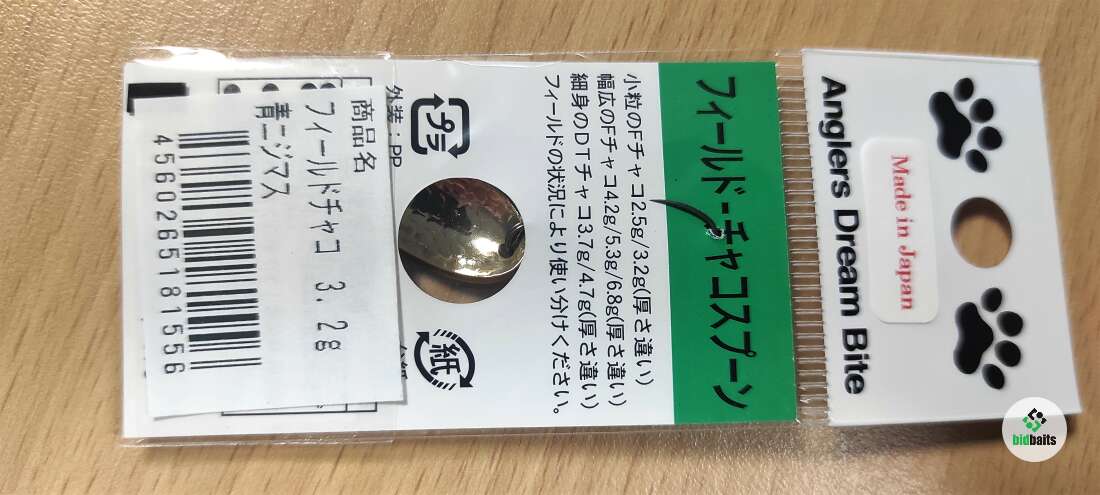 Anglers Dream Bite
Made in Japan
フィールド-チャコスプーン
小粒のFチャコ2.5g/3.2g(厚さ違い)
幅広のFチャコ4.2g/5.3g/6.8g(厚さ違い)
細身のDTチャコ3.7g/4.7g(厚さ違い)
フィールドの状況により使い分けください。
プラ
紙
外装:PP
商品名
フィールドチャコ 3.2g
青ニジマス
4560265181556
bidbaits